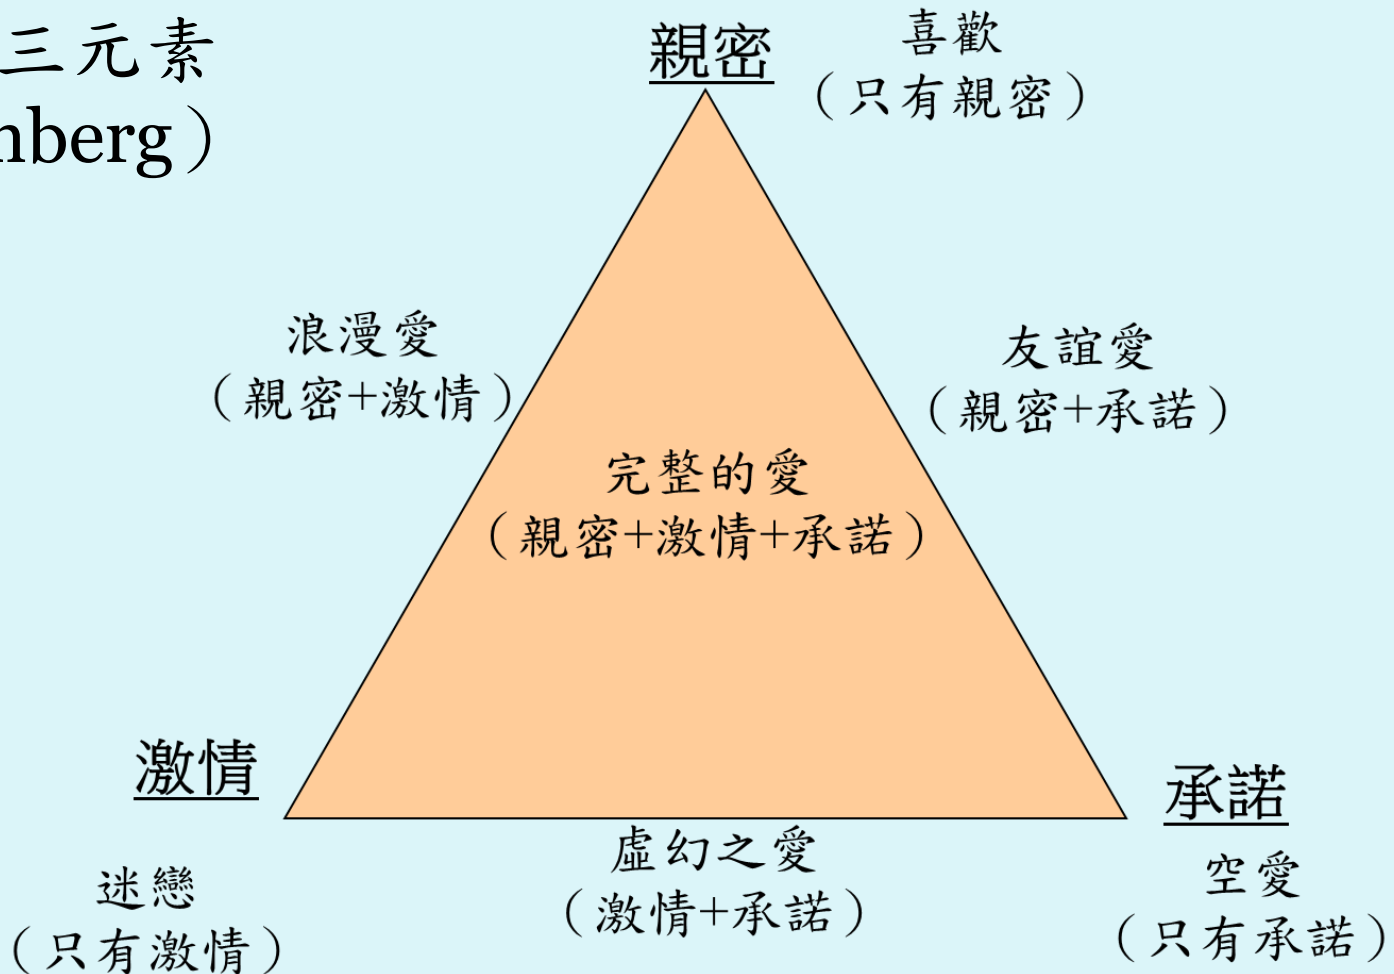 三元素
nberg）
親密
喜歡
（只有親密）
浪漫愛
（親密+激情）
友誼愛
（親密+承諾）
完整的愛
（親密+激情+承諾）
激情
承諾
虛幻之愛
（激情+承諾）
迷戀
（只有激情）
空愛
（只有承諾）